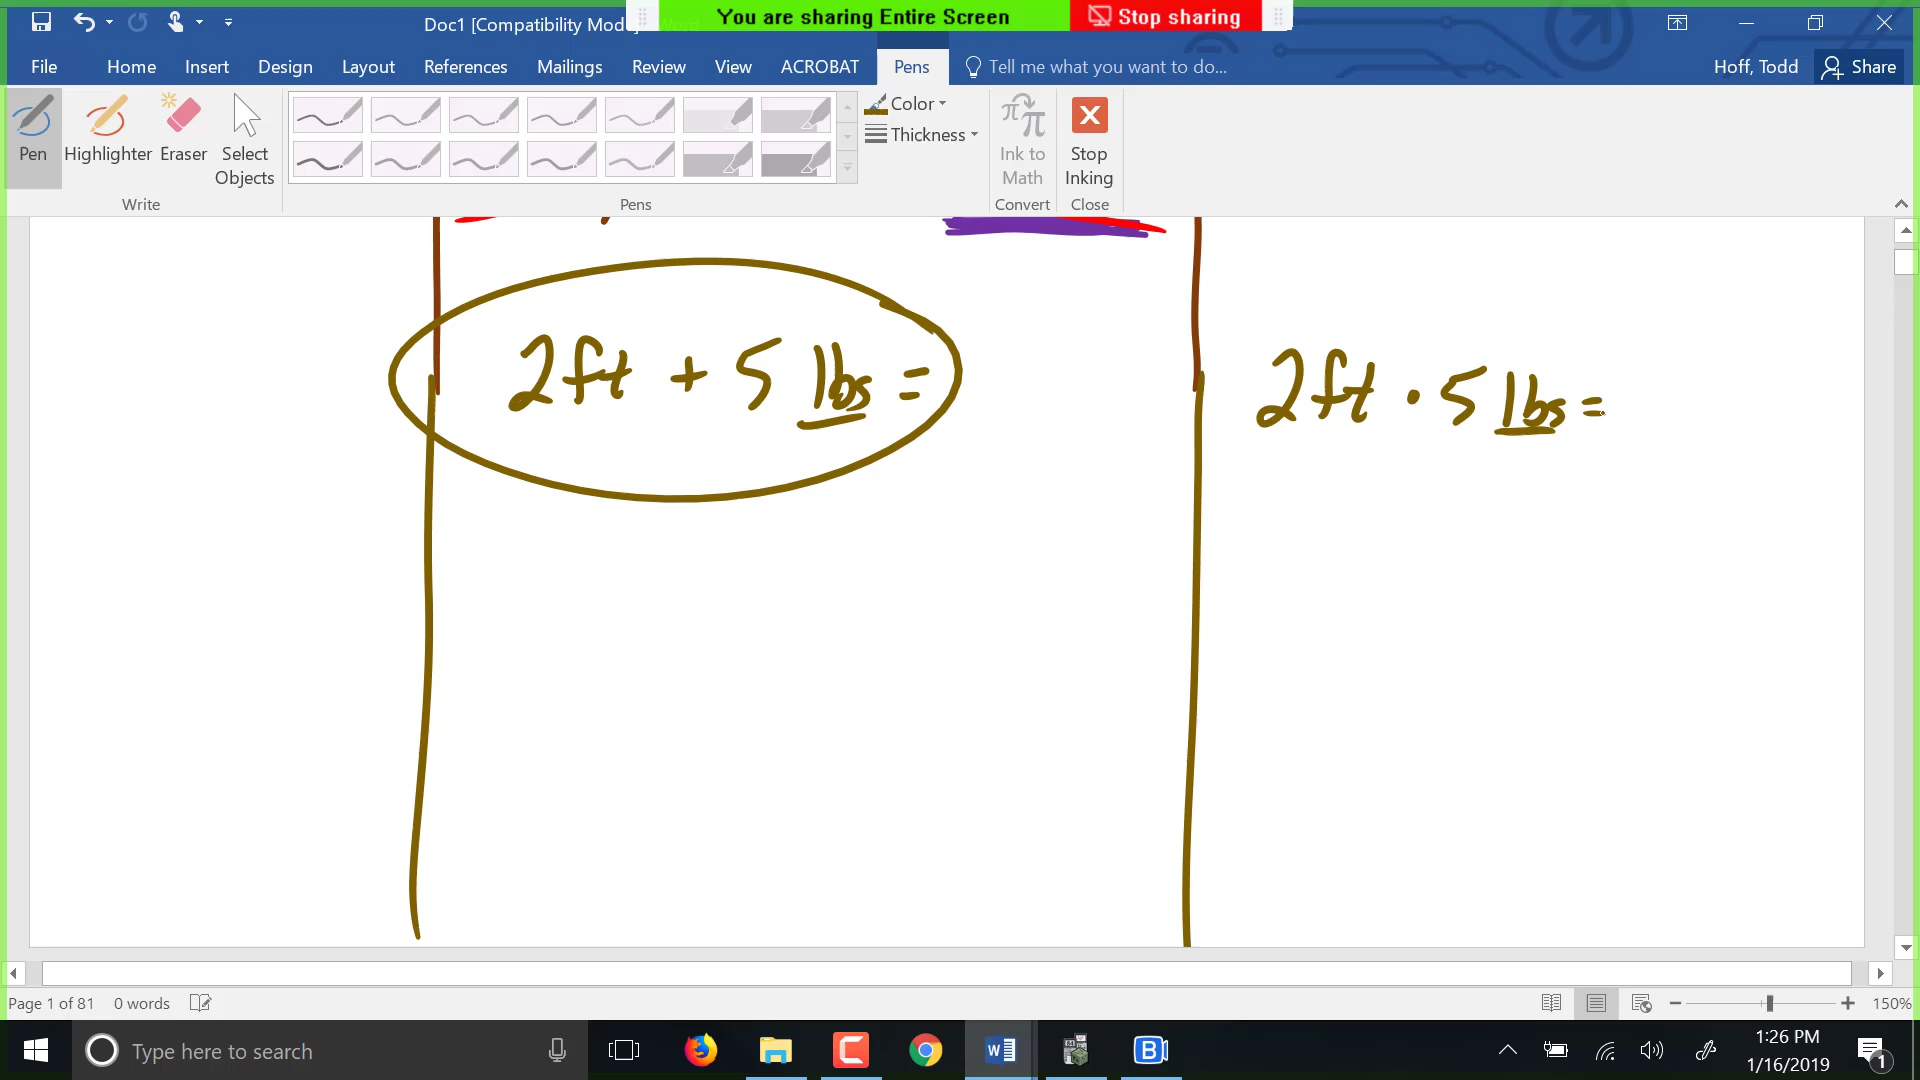 You are sharing Entire Screen
Stop sharing
Doc1 [Compatibility Mod
File Home Insert Design Layout References Mailings Review View ACROBAT Pens Tell me what you want to do... Hoff, Todd Share
Color
Thickness
Pen Highlighter Eraser Select Objects
Ink to Math
Stop Inking
Write Pens Convert Close
2ft + 5 lbs =
2ft · 5 lbs =
Page 1 of 81 0 words 150%
Type here to search
1:26 PM
1/16/2019
1